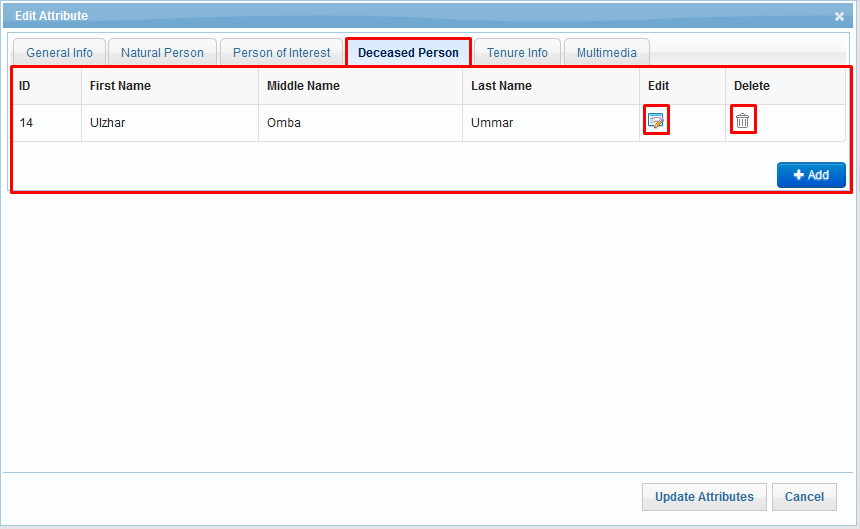 Edit Attribute
General Info Natural Person Person of Interest Deceased Person Tenure Info Multimedia
ID First Name Middle Name Last Name Edit Delete
14 Ulzhar Omba Ummar
Add
Update Attributes Cancel